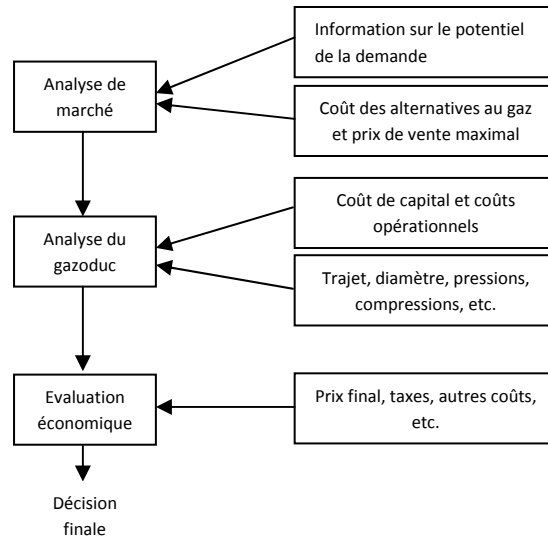 Information sur le potentiel
de la demande
Analyse de
marché
Coût des alternatives au gaz
et prix de vente maximal
Coût de capital et coûts
opérationnels
Analyse du
gazoduc
Trajet, diamètre, pressions,
compressions, etc.
Evaluation
économique
Prix final, taxes, autres coûts,
etc.
Décision
finale